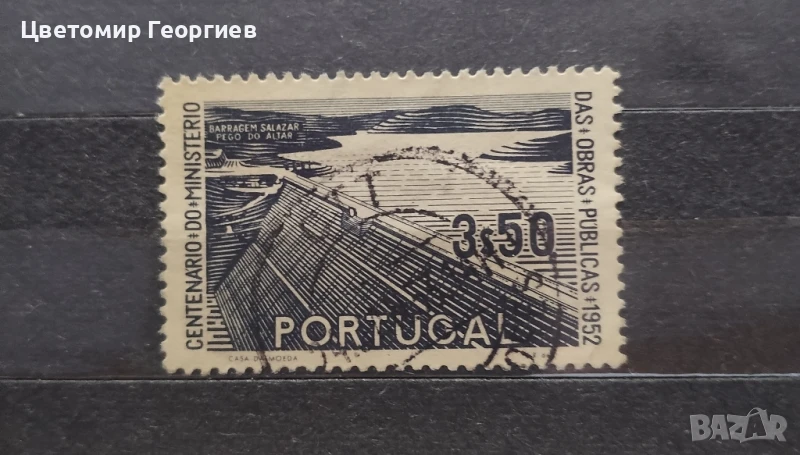 Цветомир Георгиев
CENTENARIO DO MINISTERIO
DAS OBRAS PUBLICAS 1952
BARRAGEM SALAZAR
PEGO DO ALTAR
3$50
PORTUGAL
CASA DA MOEDA
BAZAR